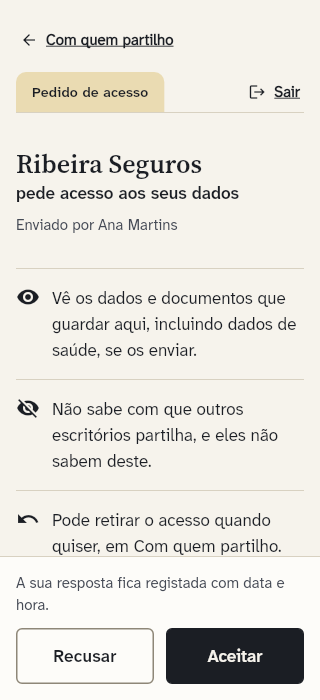 Com quem partilho
Pedido de acesso
Sair
Ribeira Seguros
pede acesso aos seus dados
Enviado por Ana Martins
Vê os dados e documentos que
guardar aqui, incluindo dados de
saúde, se os enviar.
Não sabe com que outros
escritórios partilha, e eles não
sabem deste.
Pode retirar o acesso quando
quiser, em Com quem partilho.
A sua resposta fica registada com data e
hora.
Recusar
Aceitar